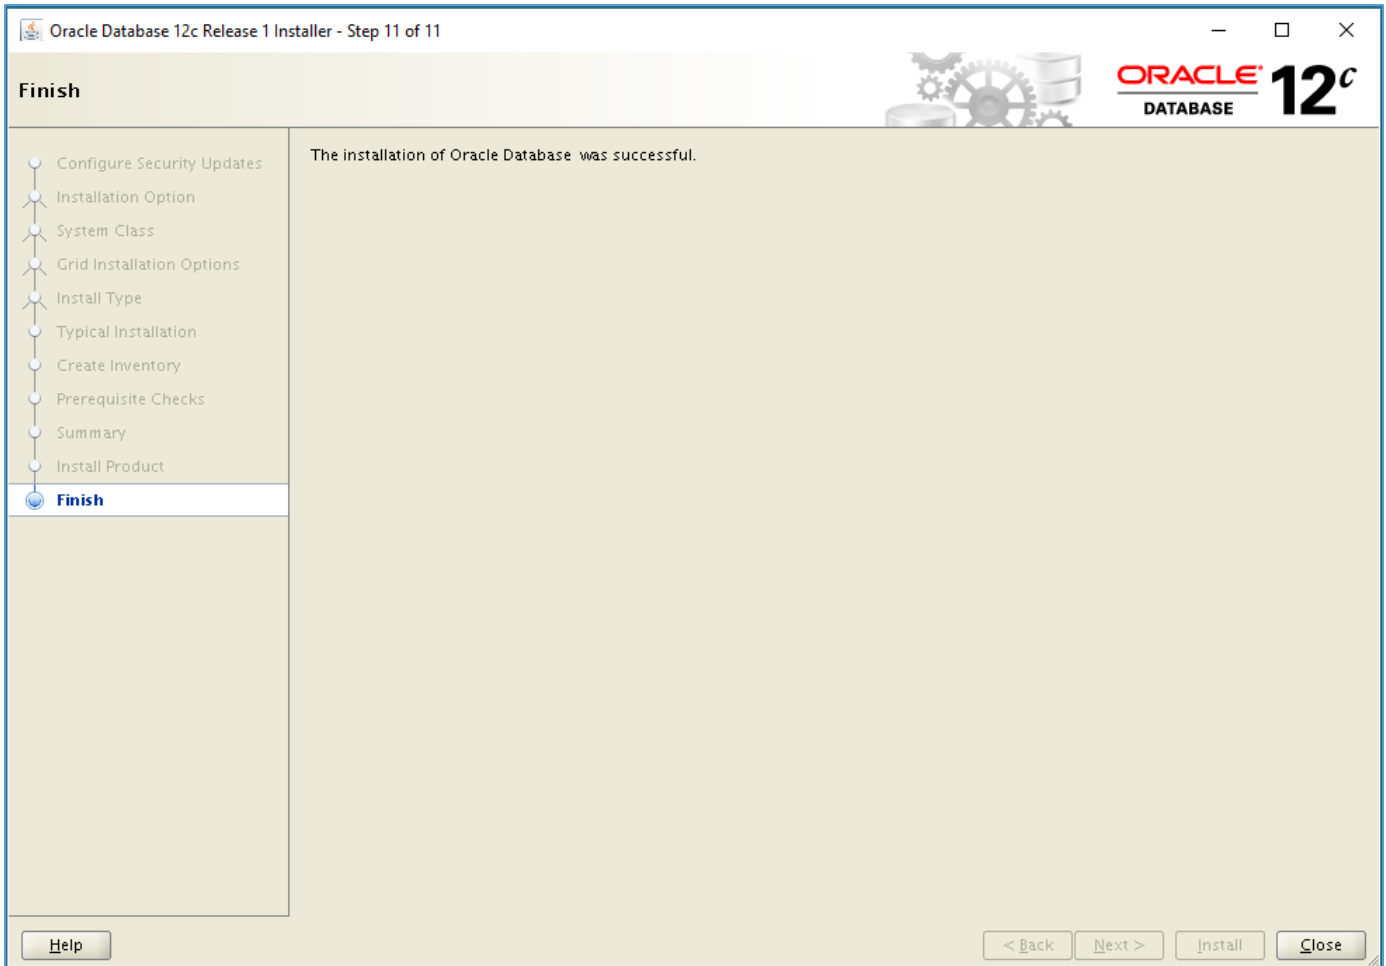 Oracle Database 12c Release 1 Installer - Step 11 of 11
Finish
ORACLE
DATABASE
12c
Configure Security Updates
Installation Option
System Class
Grid Installation Options
Install Type
Typical Installation
Create Inventory
Prerequisite Checks
Summary
Install Product
Finish
The installation of Oracle Database was successful.
Help
< Back
Next >
Install
Close